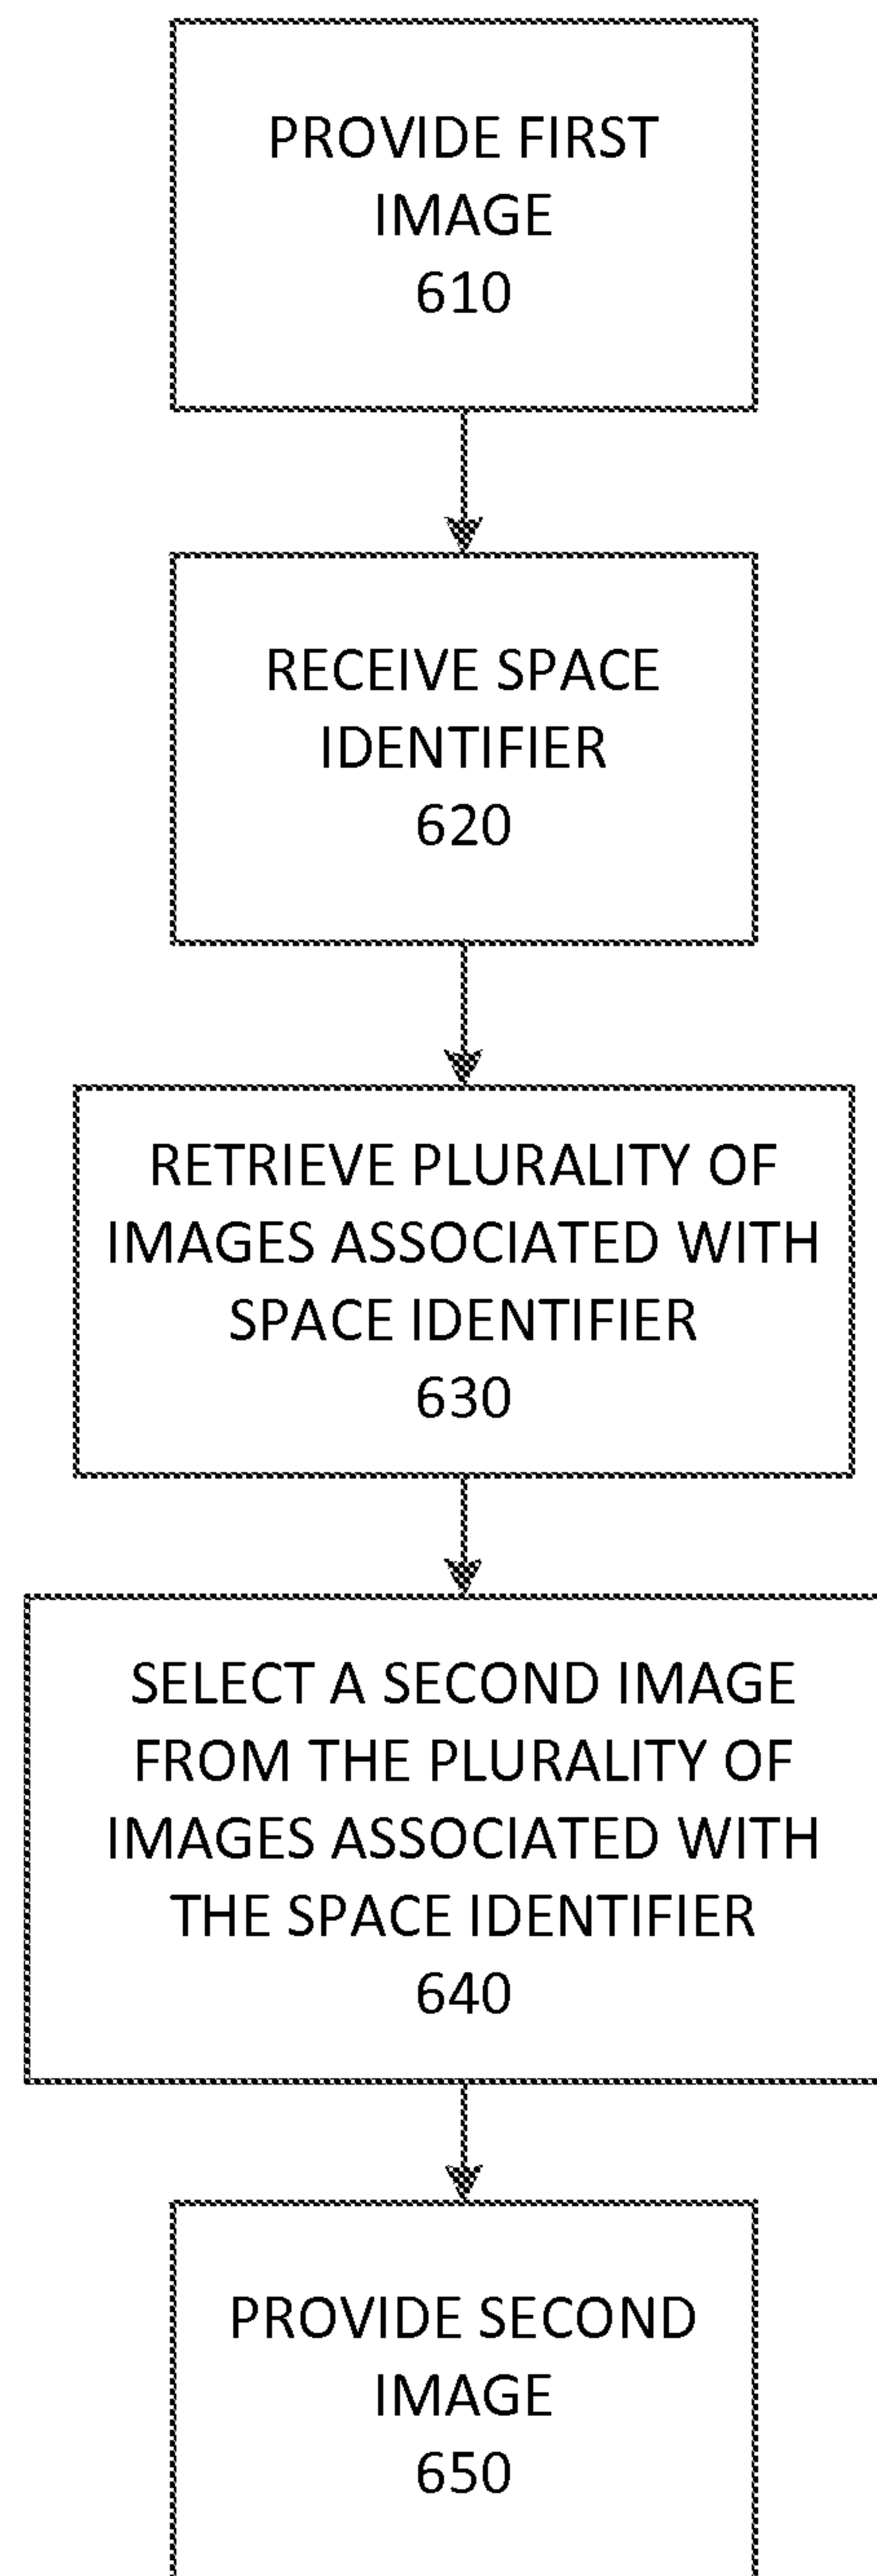 PROVIDE FIRST
IMAGE
610
RECEIVE SPACE
IDENTIFIER
620
RETRIEVE PLURALITY OF
IMAGES ASSOCIATED WITH
SPACE IDENTIFIER
630
SELECT A SECOND IMAGE
FROM THE PLURALITY OF
IMAGES ASSOCIATED WITH
THE SPACE IDENTIFIER
640
PROVIDE SECOND
IMAGE
650